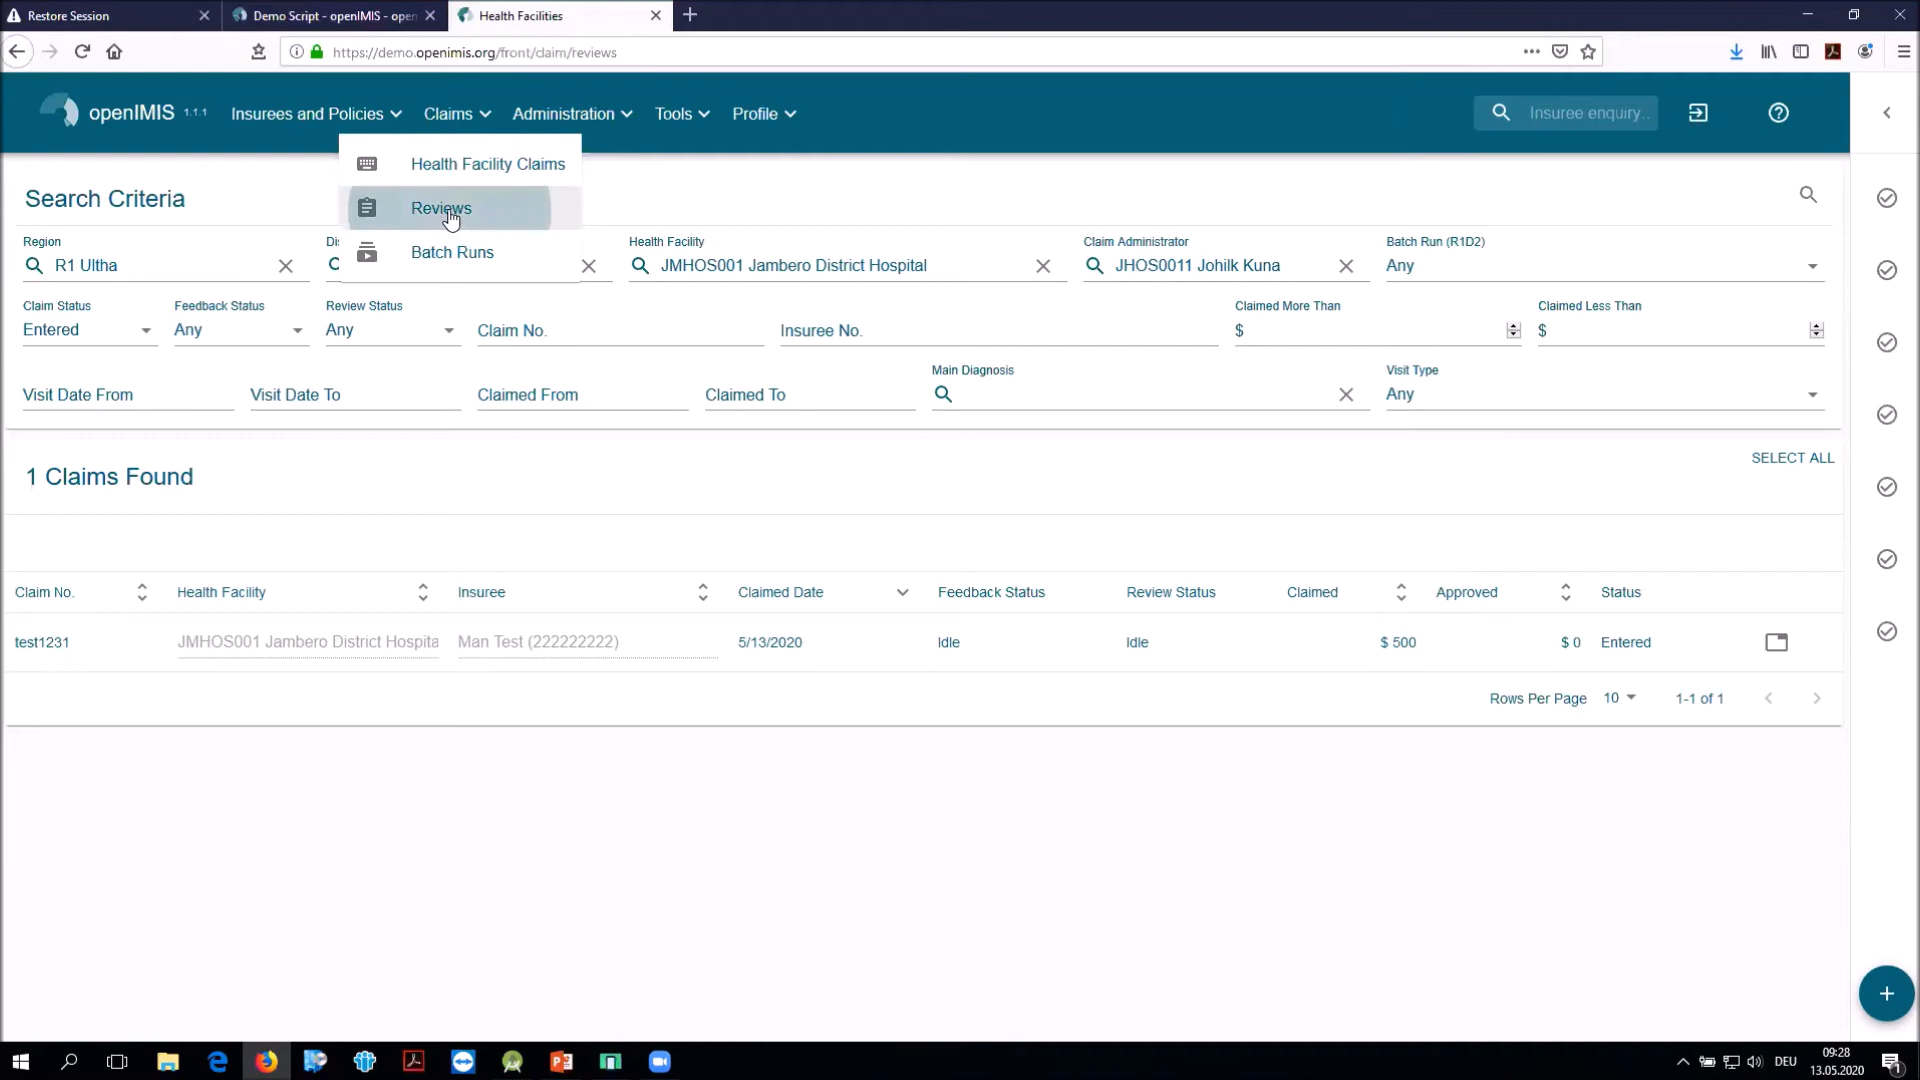 Restore Session
Demo Script - openIMIS - open
Health Facilities
https://demo.openimis.org/front/claim/reviews
openIMIS 1.1.1
Insurees and Policies
Claims
Administration
Tools
Profile
Insuree enquiry..
Health Facility Claims
Reviews
Batch Runs
Search Criteria
Region
R1 Ultha
Di
Health Facility
JMHOS001 Jambero District Hospital
Claim Administrator
JHOS0011 Johilk Kuna
Batch Run (R1D2)
Any
Claim Status
Entered
Feedback Status
Any
Review Status
Any
Claim No.
Insuree No.
Claimed More Than
$
Claimed Less Than
$
Visit Date From
Visit Date To
Claimed From
Claimed To
Main Diagnosis
Visit Type
Any
1 Claims Found
SELECT ALL
Claim No. Health Facility Insuree Claimed Date Feedback Status Review Status Claimed Approved Status
test1231 JMHOS001 Jambero District Hospita Man Test (222222222) 5/13/2020 Idle Idle $ 500 $ 0 Entered
Rows Per Page 10 1-1 of 1
DEU
09:28
13.05.2020
1